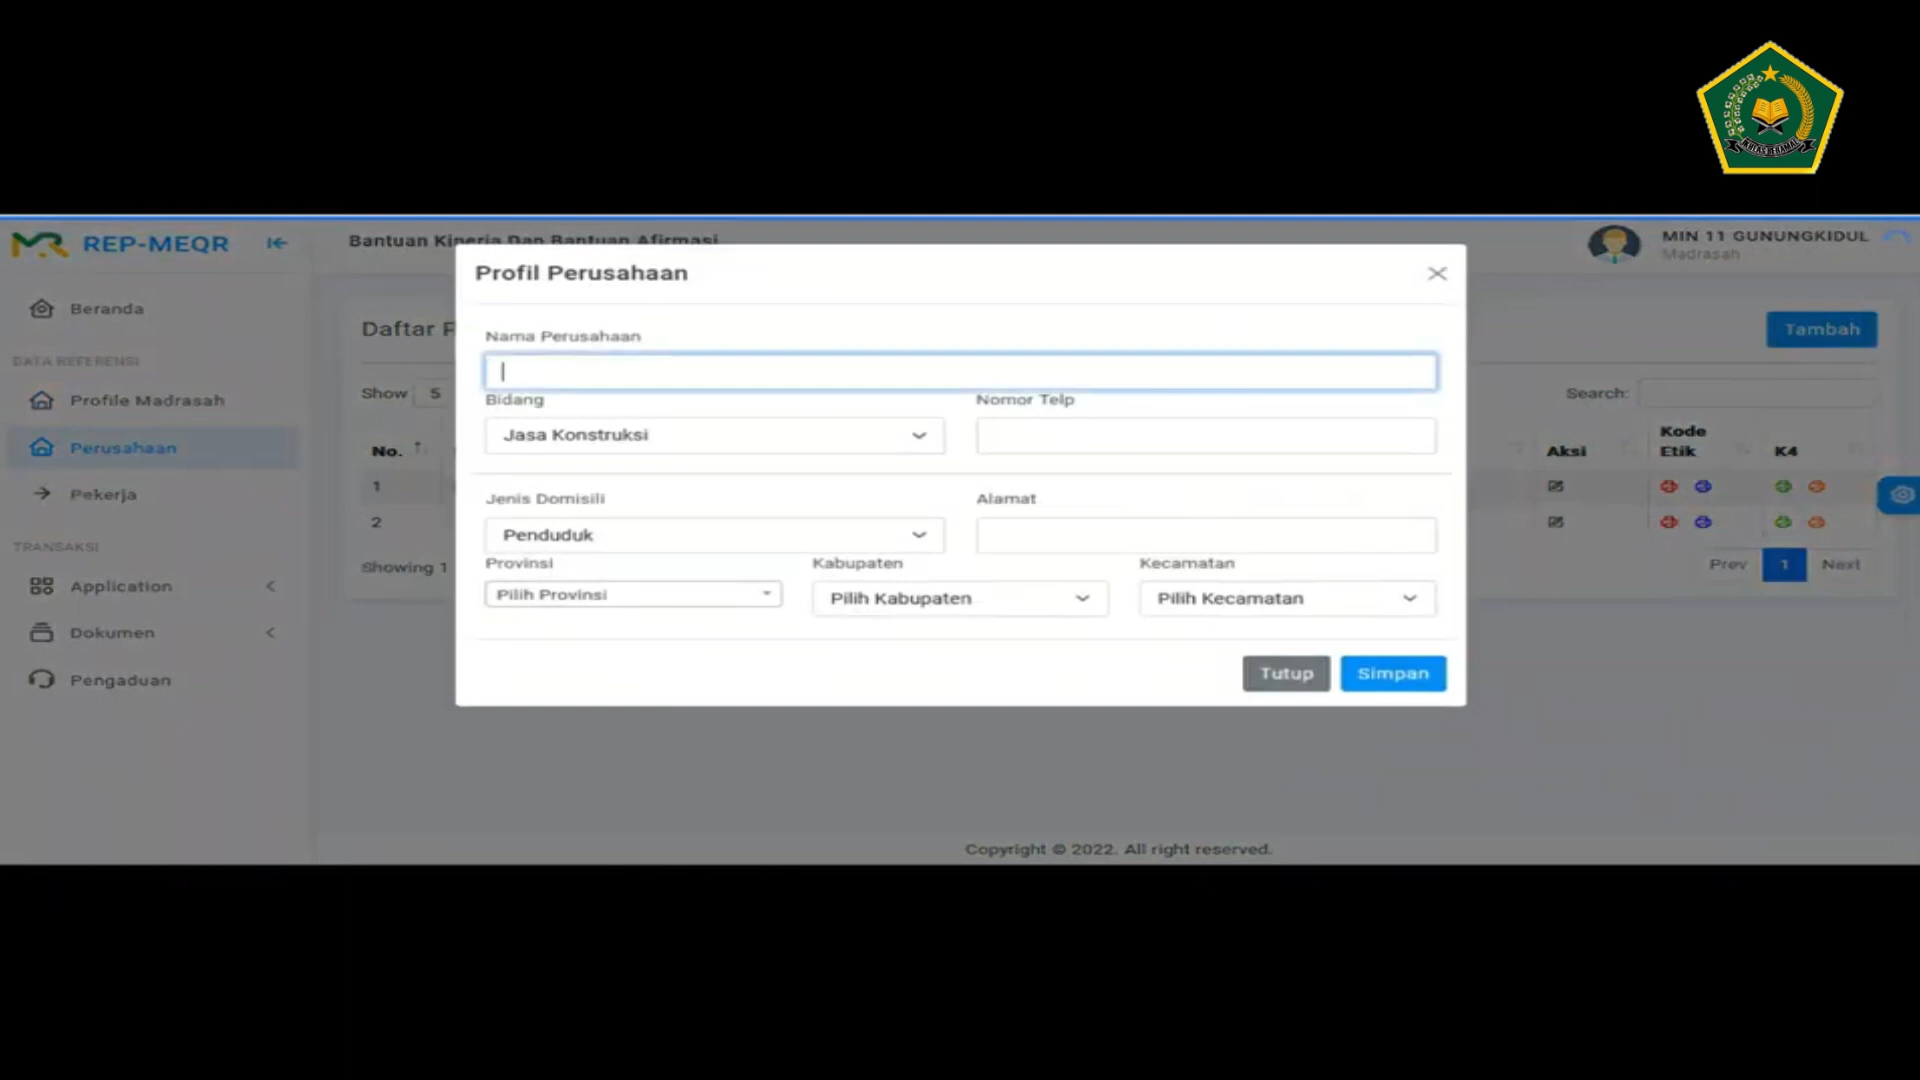 IKHLAS BERAMAL
REP-MEQR
Bantuan Kinerja Dan Bantuan Afirmasi
MIN 11 GUNUNGKIDUL
Madrasah
Beranda
DATA REFERENSI
Profile Madrasah
Perusahaan
Pekerja
TRANSAKSI
Application
Dokumen
Pengaduan
Daftar
Tambah
Show 5
Search:
No.
Aksi
Kode Etik
K4
1
2
Showing 1
Prev 1 Next
Profil Perusahaan
Nama Perusahaan
Bidang
Nomor Telp
Jasa Konstruksi
Jenis Domisili
Alamat
Penduduk
Provinsi
Kabupaten
Kecamatan
Pilih Provinsi
Pilih Kabupaten
Pilih Kecamatan
Tutup
Simpan
Copyright © 2022. All right reserved.